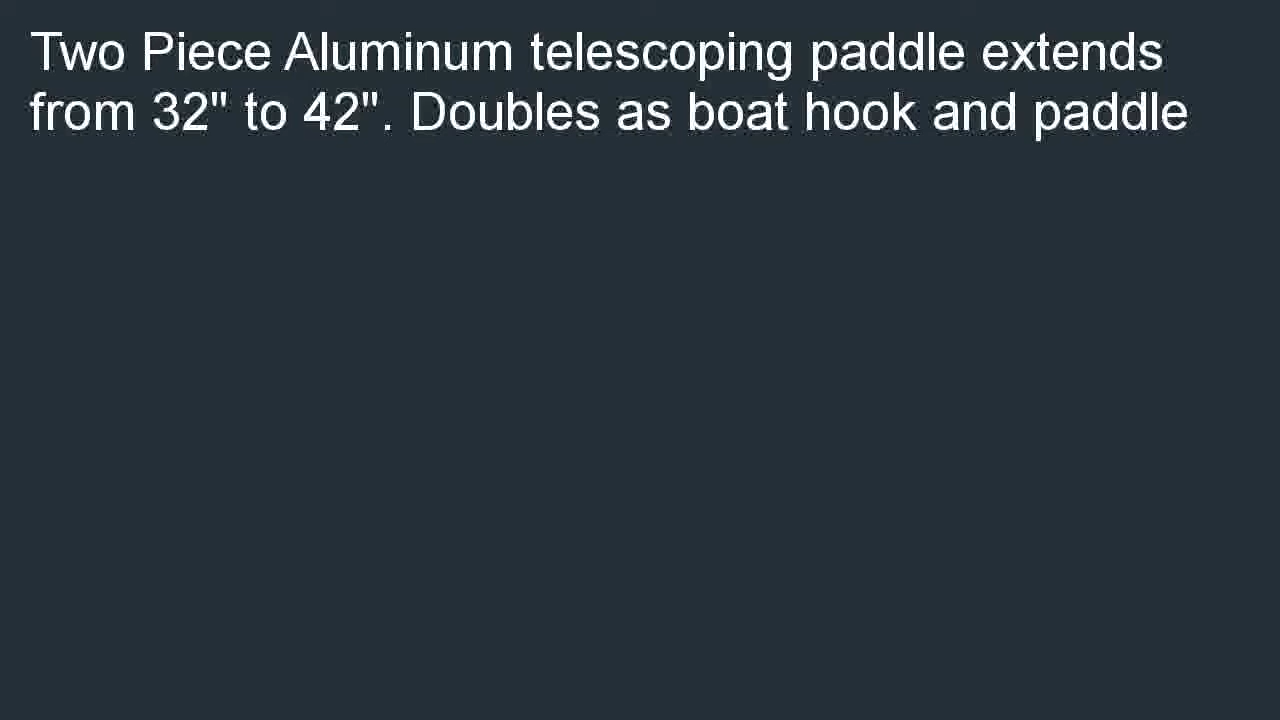 Two Piece Aluminum telescoping paddle extends
from 32" to 42". Doubles as boat hook and paddle